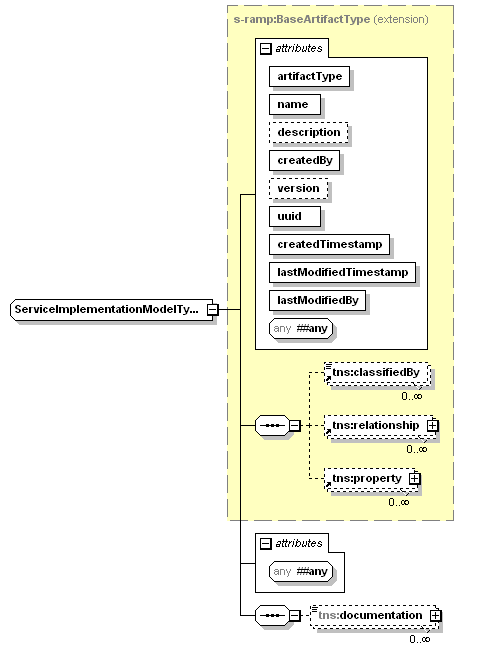 s-ramp:BaseArtifactType (extension)
attributes
artifactType
name
description
createdBy
version
uuid
createdTimestamp
lastModifiedTimestamp
lastModifiedBy
any ##any
ServiceImplementationModelTy...
tns:classifiedBy
0..∞
tns:relationship
0..∞
tns:property
0..∞
attributes
any ##any
tns:documentation
0..∞